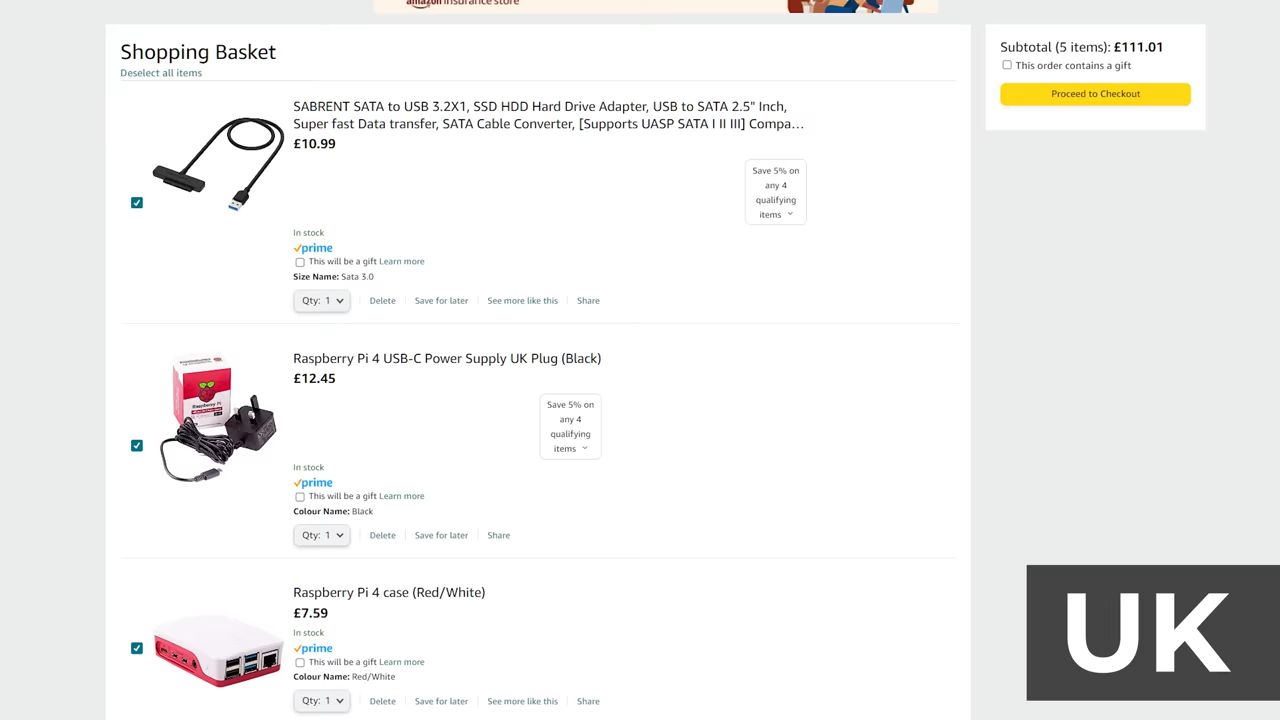 amazon insurance store
Shopping Basket
Deselect all items
SABRENT SATA to USB 3.2X1, SSD HDD Hard Drive Adapter, USB to SATA 2.5" Inch,
Super fast Data transfer, SATA Cable Converter, [Supports UASP SATA I II III] Compa...
£10.99
Save 5% on
any 4
qualifying
items
In stock
prime
This will be a gift Learn more
Size Name: Sata 3.0
Qty: 1
Delete
Save for later
See more like this
Share
Raspberry Pi 4 USB-C Power Supply UK Plug (Black)
£12.45
Save 5% on
any 4
qualifying
items
In stock
prime
This will be a gift Learn more
Colour Name: Black
Qty: 1
Delete
Save for later
Share
Raspberry Pi 4 case (Red/White)
£7.59
In stock
prime
This will be a gift Learn more
Colour Name: Red/White
Qty: 1
Delete
Save for later
See more like this
Share
Subtotal (5 items): £111.01
This order contains a gift
Proceed to Checkout
UK